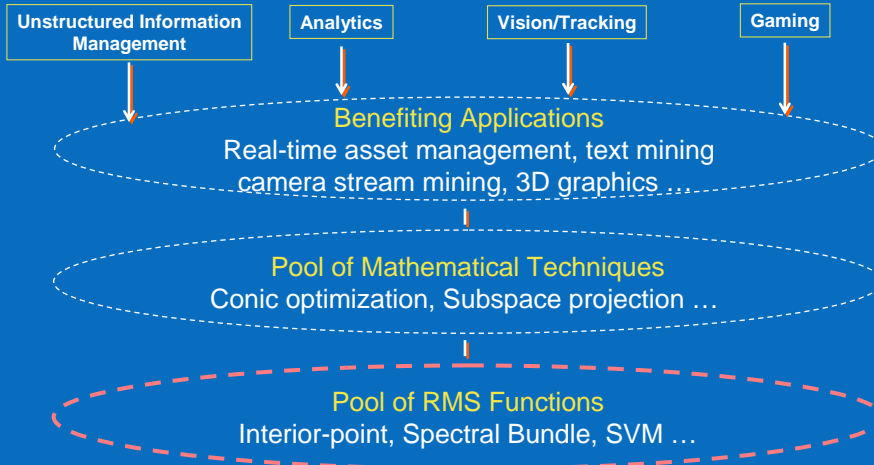 Unstructured Information
Management
Analytics
Vision/Tracking
Gaming
Benefiting Applications
Real-time asset management, text mining
camera stream mining, 3D graphics …
Pool of Mathematical Techniques
Conic optimization, Subspace projection …
Pool of RMS Functions
Interior-point, Spectral Bundle, SVM …